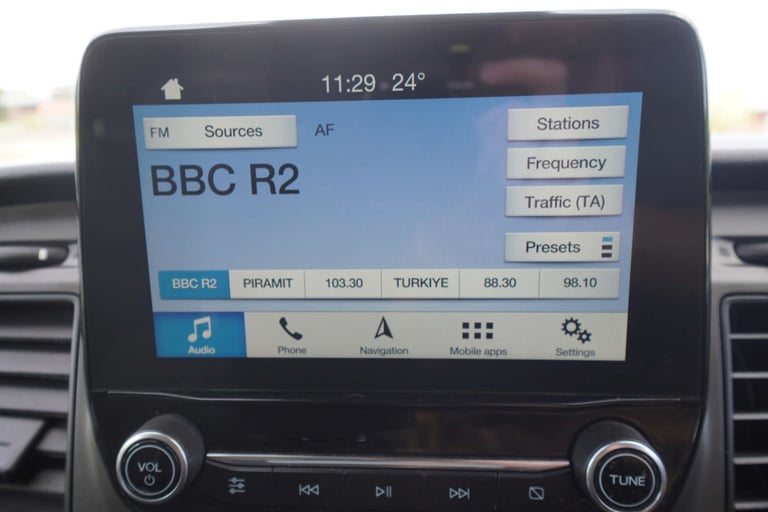 11:29 24°
FM Sources AF
Stations
BBC R2
Frequency
Traffic (TA)
Presets
BBC R2 PIRAMIT 103.30 TURKIYE 88.30 98.10
Audio Phone Navigation Mobile apps Settings
VOL
TUNE